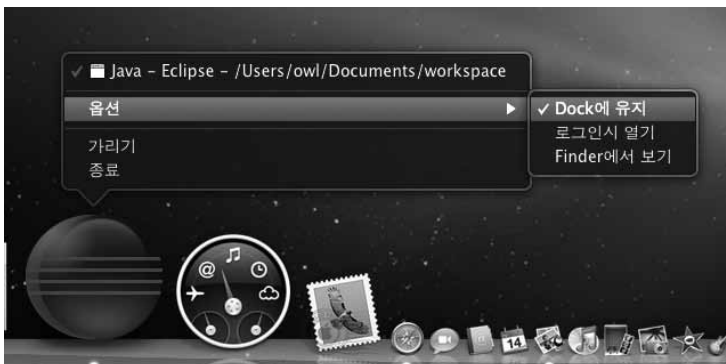 Java – Eclipse – /Users/owl/Documents/workspace
옵션
가리기
종료
Dock에 유지
로그인시 열기
Finder에서 보기
@
14